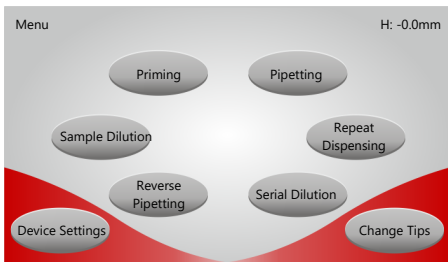 Menu
H: -0.0mm
Priming
Pipetting
Sample Dilution
Repeat
Dispensing
Reverse
Pipetting
Serial Dilution
Device Settings
Change Tips